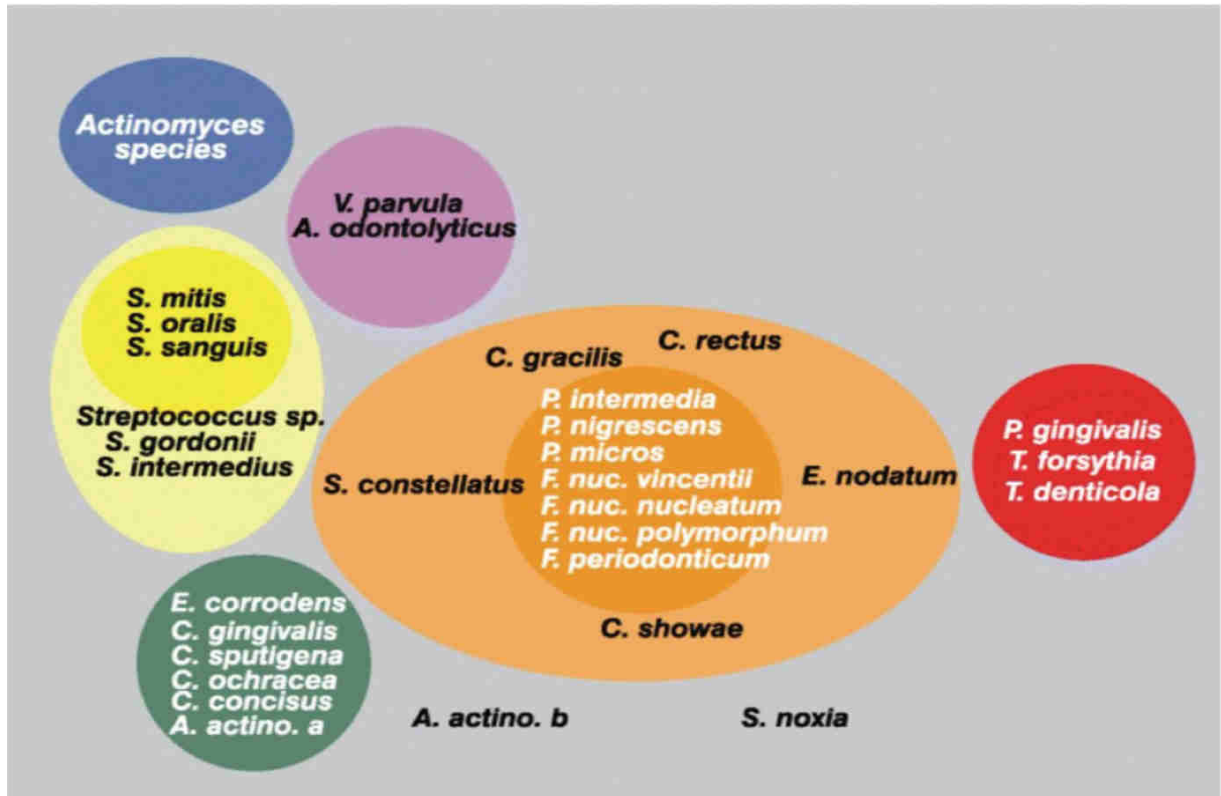 Actinomyces
species
V. parvula
A. odontolyticus
S. mitis
S. oralis
S. sanguis
Streptococcus sp.
S. gordonii
S. intermedius
C. gracilis
C. rectus
P. intermedia
P. nigrescens
P. micros
F. nuc. vincentii
F. nuc. nucleatum
F. nuc. polymorphum
F. periodonticum
S. constellatus
E. nodatum
C. showae
P. gingivalis
T. forsythia
T. denticola
E. corrodens
C. gingivalis
C. sputigena
C. ochracea
C. concisus
A. actino. a
A. actino. b
S. noxia